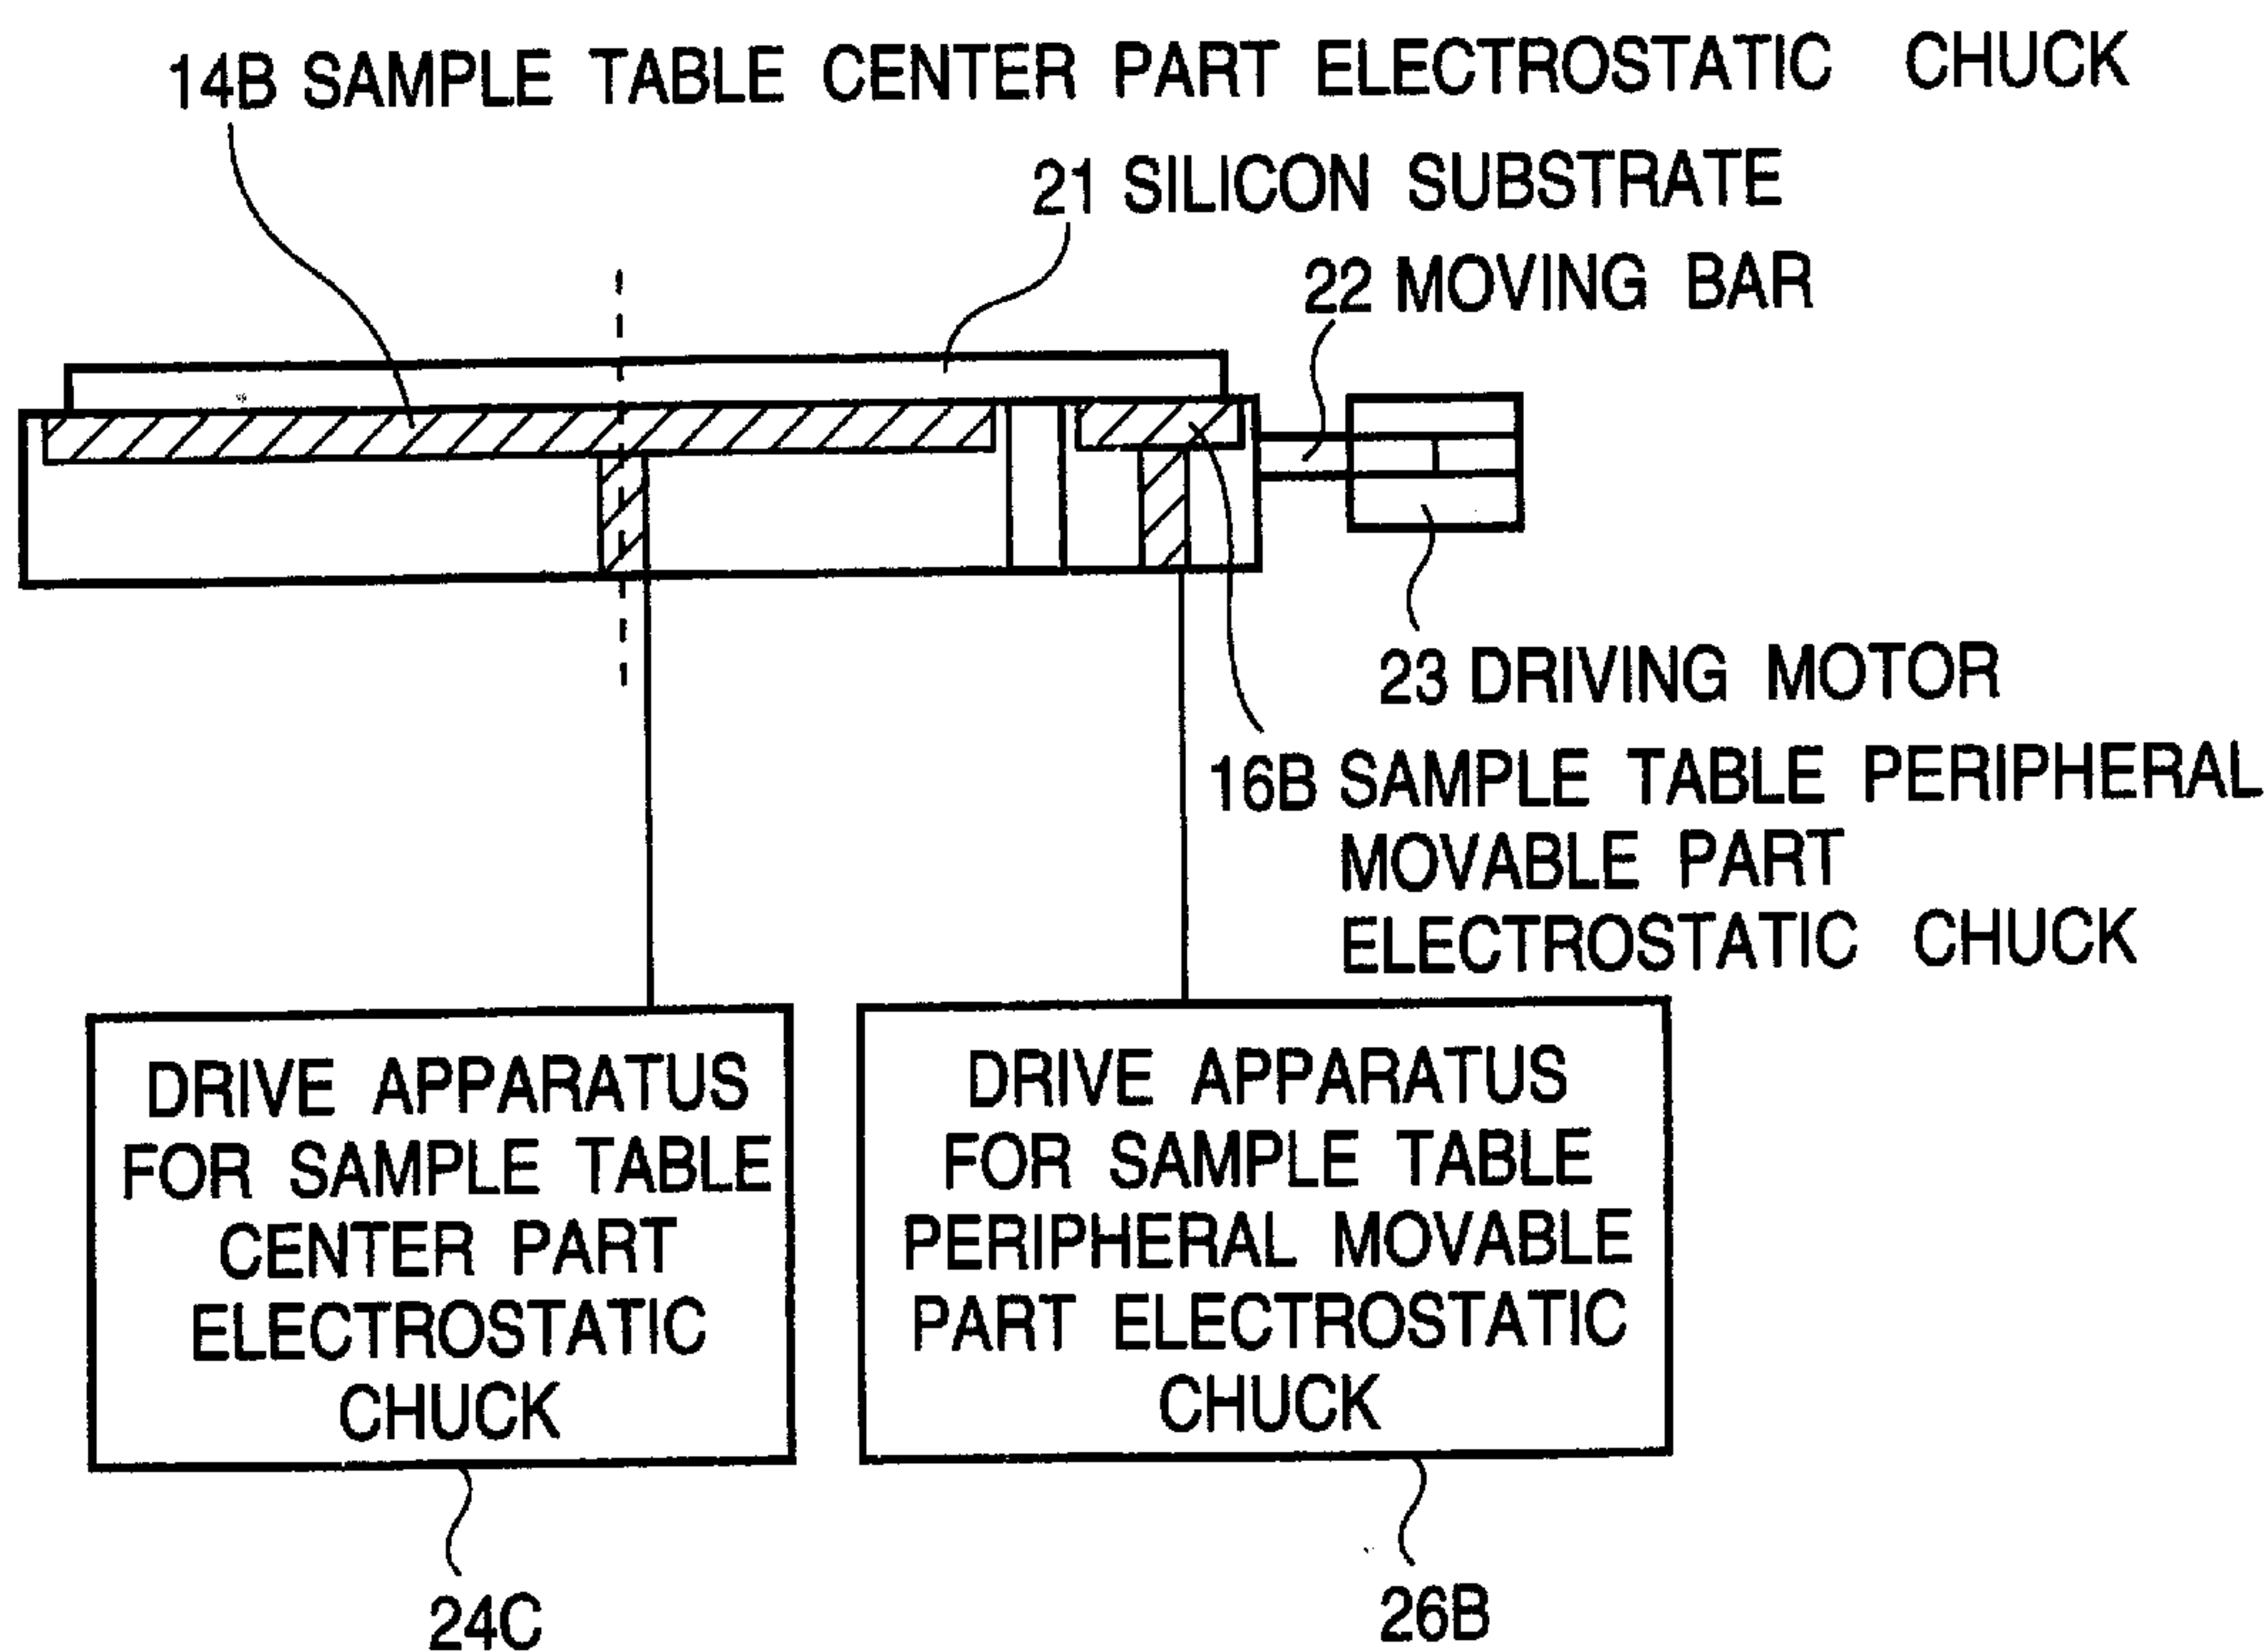 14B SAMPLE TABLE CENTER PART ELECTROSTATIC CHUCK
21 SILICON SUBSTRATE
22 MOVING BAR
23 DRIVING MOTOR
16B SAMPLE TABLE PERIPHERAL
MOVABLE PART
ELECTROSTATIC CHUCK
DRIVE APPARATUS
FOR SAMPLE TABLE
CENTER PART
ELECTROSTATIC
CHUCK
24C
DRIVE APPARATUS
FOR SAMPLE TABLE
PERIPHERAL MOVABLE
PART ELECTROSTATIC
CHUCK
26B